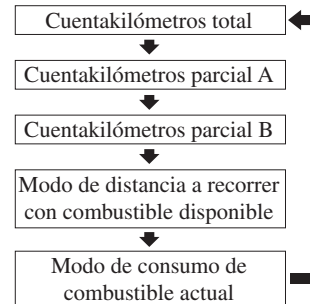 Cuentakilómetros total
Cuentakilómetros parcial A
Cuentakilómetros parcial B
Modo de distancia a recorrer
con combustible disponible
Modo de consumo de
combustible actual